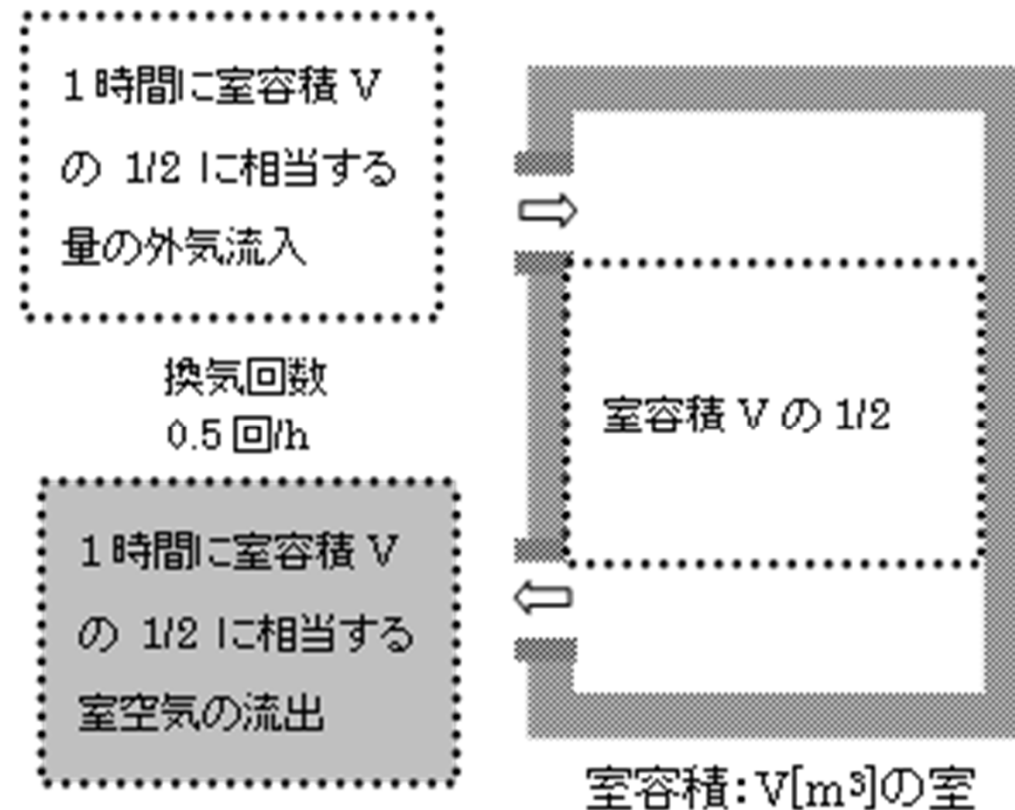 1時間に室容積 V
の 1/2 に相当する
量の外気流入
換気回数
0.5 回/h
室容積 V の 1/2
1時間に室容積 V
の 1/2 に相当する
室空気の流出
室容積:V[m³]の室